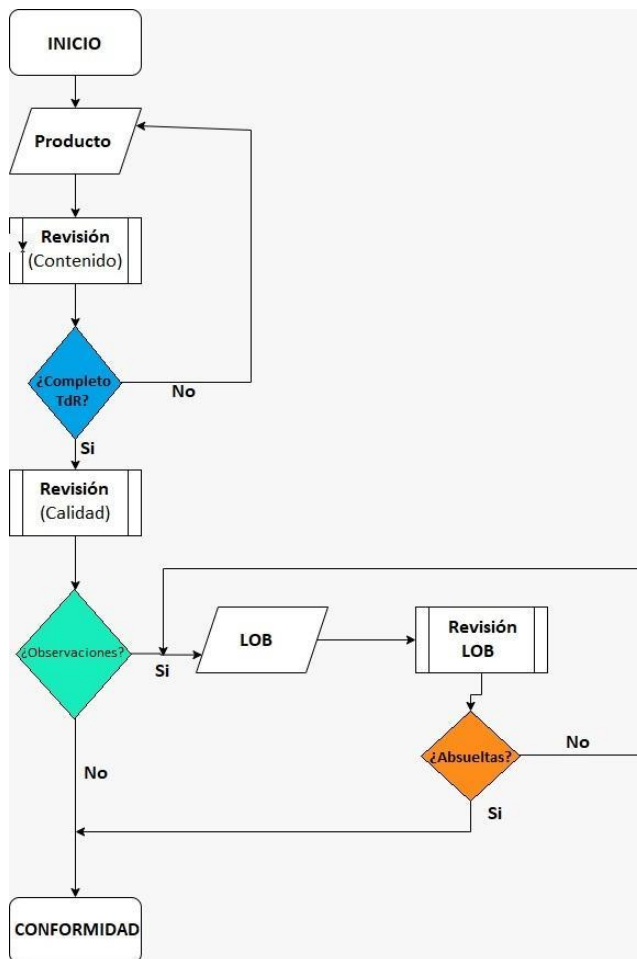 INICIO
Producto
Revisión
(Contenido)
¿Completo
TdR?
No
Si
Revisión
(Calidad)
¿Observaciones?
Si
LOB
Revisión
LOB
¿Absueltas?
No
Si
No
CONFORMIDAD